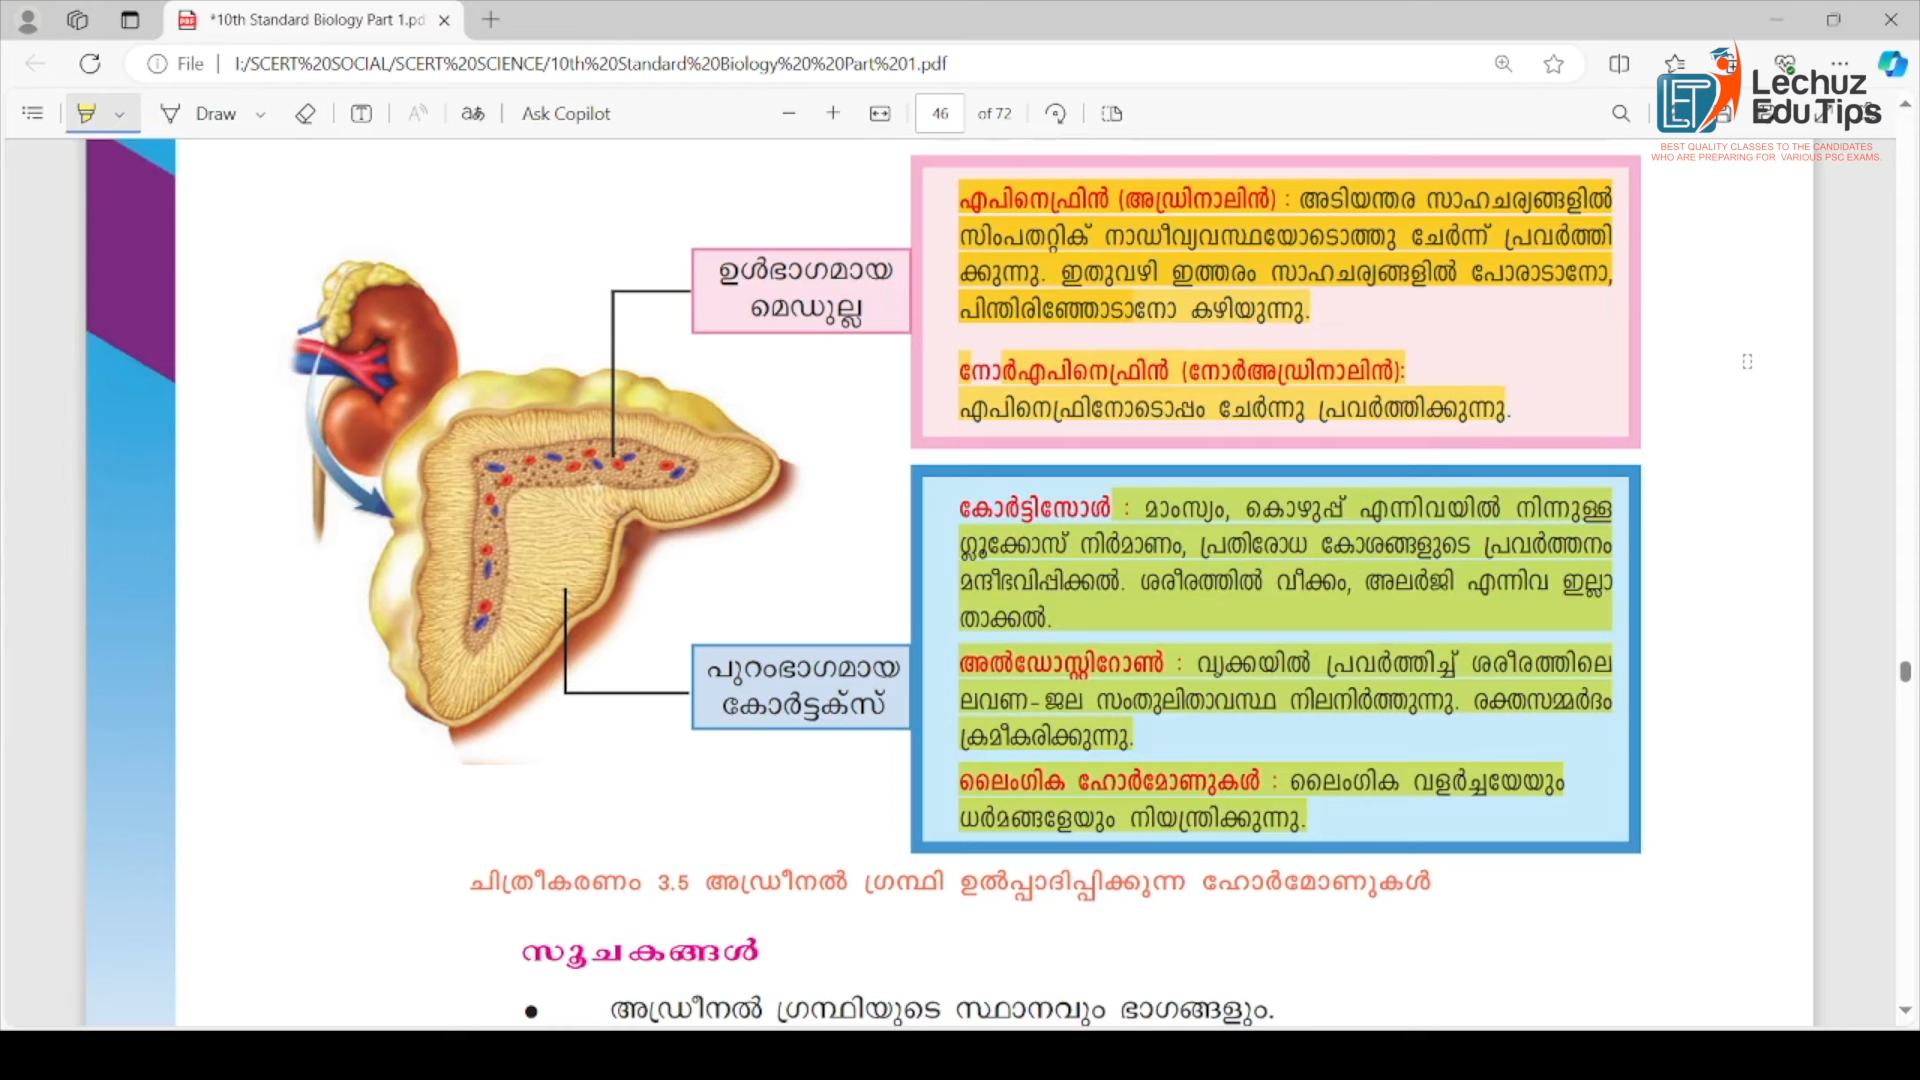 *10th Standard Biology Part 1.pd
File
I:/SCERT%20SOCIAL/SCERT%20SCIENCE/10th%20Standard%20Biology%20%20Part%201.pdf
Lechuz
Edu Tips
BEST QUALITY CLASSES TO THE CANDIDATES
WHO ARE PREPARING FOR VARIOUS PSC EXAMS.
Draw
Ask Copilot
46 of 72
എപിനെഫ്രിൻ (അഡ്രിനാലിൻ) : അടിയന്തര സാഹചര്യങ്ങളിൽ
സിംപതറ്റിക് നാഡീവ്യവസ്ഥയോടൊത്തു ചേർന്ന് പ്രവർത്തി
ക്കുന്നു. ഇതുവഴി ഇത്തരം സാഹചര്യങ്ങളിൽ പോരാടാനോ,
പിന്തിരിഞ്ഞോടാനോ കഴിയുന്നു.
നോർഎപിനെഫ്രിൻ (നോർഅഡ്രിനാലിൻ):
എപിനെഫ്രിനോടൊപ്പം ചേർന്നു പ്രവർത്തിക്കുന്നു.
ഉൾഭാഗമായ
മെഡുല്ല
കോർട്ടിസോൾ : മാംസ്യം, കൊഴുപ്പ് എന്നിവയിൽ നിന്നുള്ള
ഗ്ലൂക്കോസ് നിർമാണം, പ്രതിരോധ കോശങ്ങളുടെ പ്രവർത്തനം
മന്ദീഭവിപ്പിക്കൽ. ശരീരത്തിൽ വീക്കം, അലർജി എന്നിവ ഇല്ലാ
താക്കൽ.
അൽഡോസ്റ്റിറോൺ : വൃക്കയിൽ പ്രവർത്തിച്ച് ശരീരത്തിലെ
ലവണ-ജല സംതുലിതാവസ്ഥ നിലനിർത്തുന്നു. രക്തസമ്മർദം
ക്രമീകരിക്കുന്നു.
ലൈംഗിക ഹോർമോണുകൾ : ലൈംഗിക വളർച്ചയേയും
ധർമങ്ങളേയും നിയന്ത്രിക്കുന്നു.
പുറംഭാഗമായ
കോർട്ടക്സ്
ചിത്രീകരണം 3.5 അഡ്രീനൽ ഗ്രന്ഥി ഉൽപ്പാദിപ്പിക്കുന്ന ഹോർമോണുകൾ
സൂചകങ്ങൾ
● അഡ്രീനൽ ഗ്രന്ഥിയുടെ സ്ഥാനവും ഭാഗങ്ങളും.